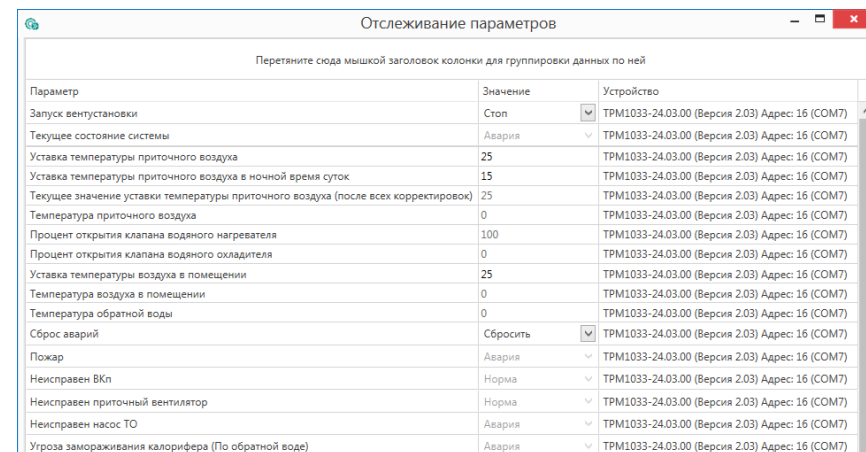 Отслеживание параметров
Перетяните сюда мышкой заголовок колонки для группировки данных по ней
Параметр Значение Устройство
Запуск вентустановки Стоп ТРМ1033-24.03.00 (Версия 2.03) Адрес: 16 (COM7)
Текущее состояние системы Авария ТРМ1033-24.03.00 (Версия 2.03) Адрес: 16 (COM7)
Уставка температуры приточного воздуха 25 ТРМ1033-24.03.00 (Версия 2.03) Адрес: 16 (COM7)
Уставка температуры приточного воздуха в ночной время суток 15 ТРМ1033-24.03.00 (Версия 2.03) Адрес: 16 (COM7)
Текущее значение уставки температуры приточного воздуха (после всех корректировок) 25 ТРМ1033-24.03.00 (Версия 2.03) Адрес: 16 (COM7)
Температура приточного воздуха 0 ТРМ1033-24.03.00 (Версия 2.03) Адрес: 16 (COM7)
Процент открытия клапана водяного нагревателя 100 ТРМ1033-24.03.00 (Версия 2.03) Адрес: 16 (COM7)
Процент открытия клапана водяного охладителя 0 ТРМ1033-24.03.00 (Версия 2.03) Адрес: 16 (COM7)
Уставка температуры воздуха в помещении 25 ТРМ1033-24.03.00 (Версия 2.03) Адрес: 16 (COM7)
Температура воздуха в помещении 0 ТРМ1033-24.03.00 (Версия 2.03) Адрес: 16 (COM7)
Температура обратной воды 0 ТРМ1033-24.03.00 (Версия 2.03) Адрес: 16 (COM7)
Сброс аварий Сбросить ТРМ1033-24.03.00 (Версия 2.03) Адрес: 16 (COM7)
Пожар Авария ТРМ1033-24.03.00 (Версия 2.03) Адрес: 16 (COM7)
Неисправен ВКп Норма ТРМ1033-24.03.00 (Версия 2.03) Адрес: 16 (COM7)
Неисправен приточный вентилятор Норма ТРМ1033-24.03.00 (Версия 2.03) Адрес: 16 (COM7)
Неисправен насос ТО Авария ТРМ1033-24.03.00 (Версия 2.03) Адрес: 16 (COM7)
Угроза замораживания калорифера (По обратной воде) Авария ТРМ1033-24.03.00 (Версия 2.03) Адрес: 16 (COM7)